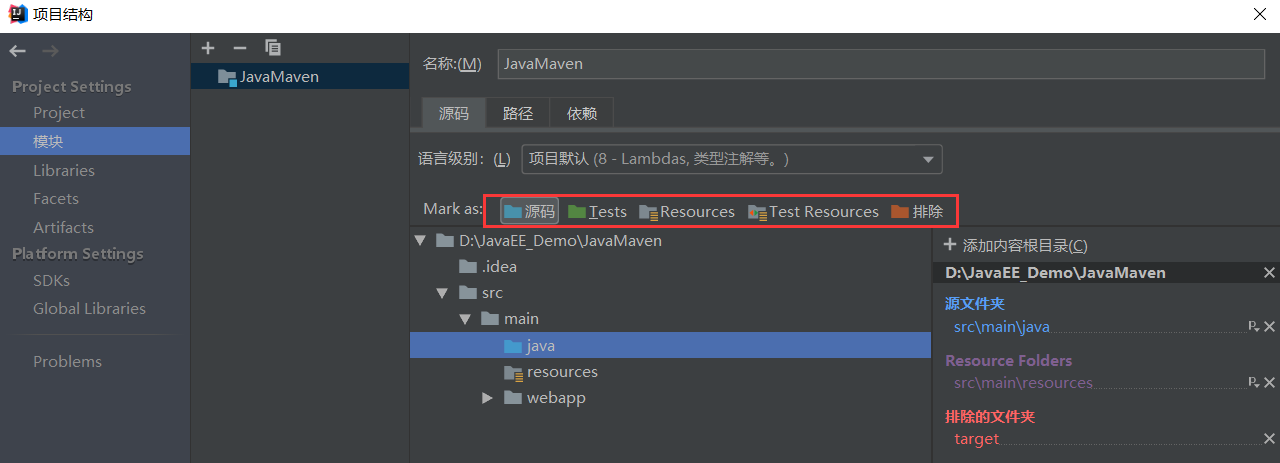 项目结构
Project Settings
Project
模块
Libraries
Facets
Artifacts
Platform Settings
SDKs
Global Libraries
Problems
JavaMaven
名称:(M) JavaMaven
源码 路径 依赖
语言级别: (L) 项目默认 (8 - Lambdas, 类型注解等。)
Mark as: 源码 Tests Resources Test Resources 排除
D:\JavaEE_Demo\JavaMaven
.idea
src
main
java
resources
webapp
添加内容根目录(C)
D:\JavaEE_Demo\JavaMaven
源文件夹
src\main\java
Resource Folders
src\main\resources
排除的文件夹
target